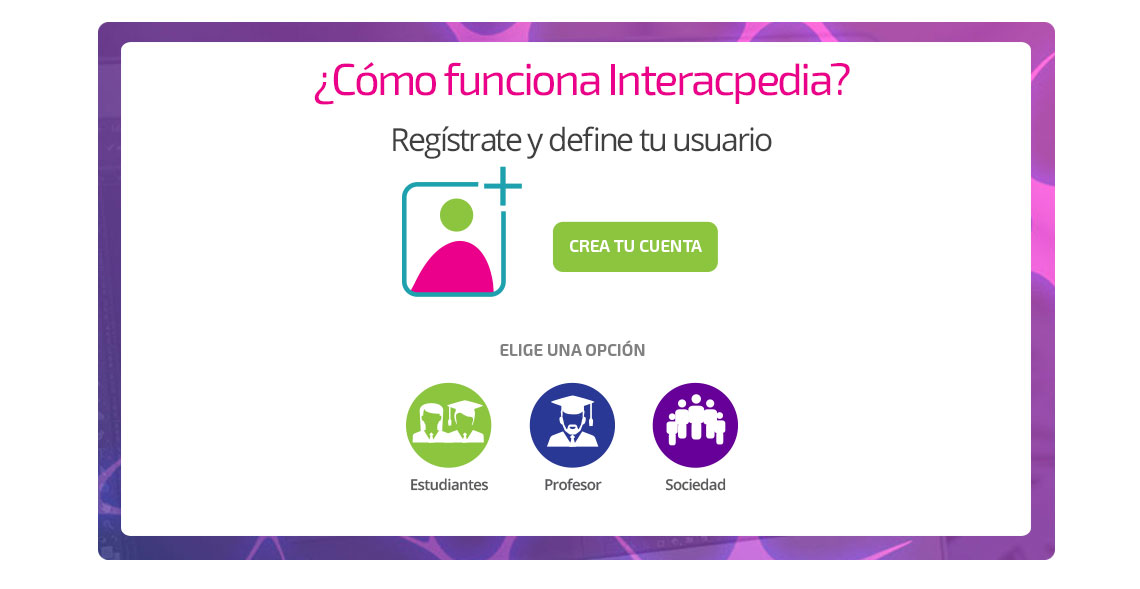 ¿Cómo funciona Interacpedia?
Regístrate y define tu usuario
CREA TU CUENTA
ELIGE UNA OPCIÓN
Estudiantes
Profesor
Sociedad